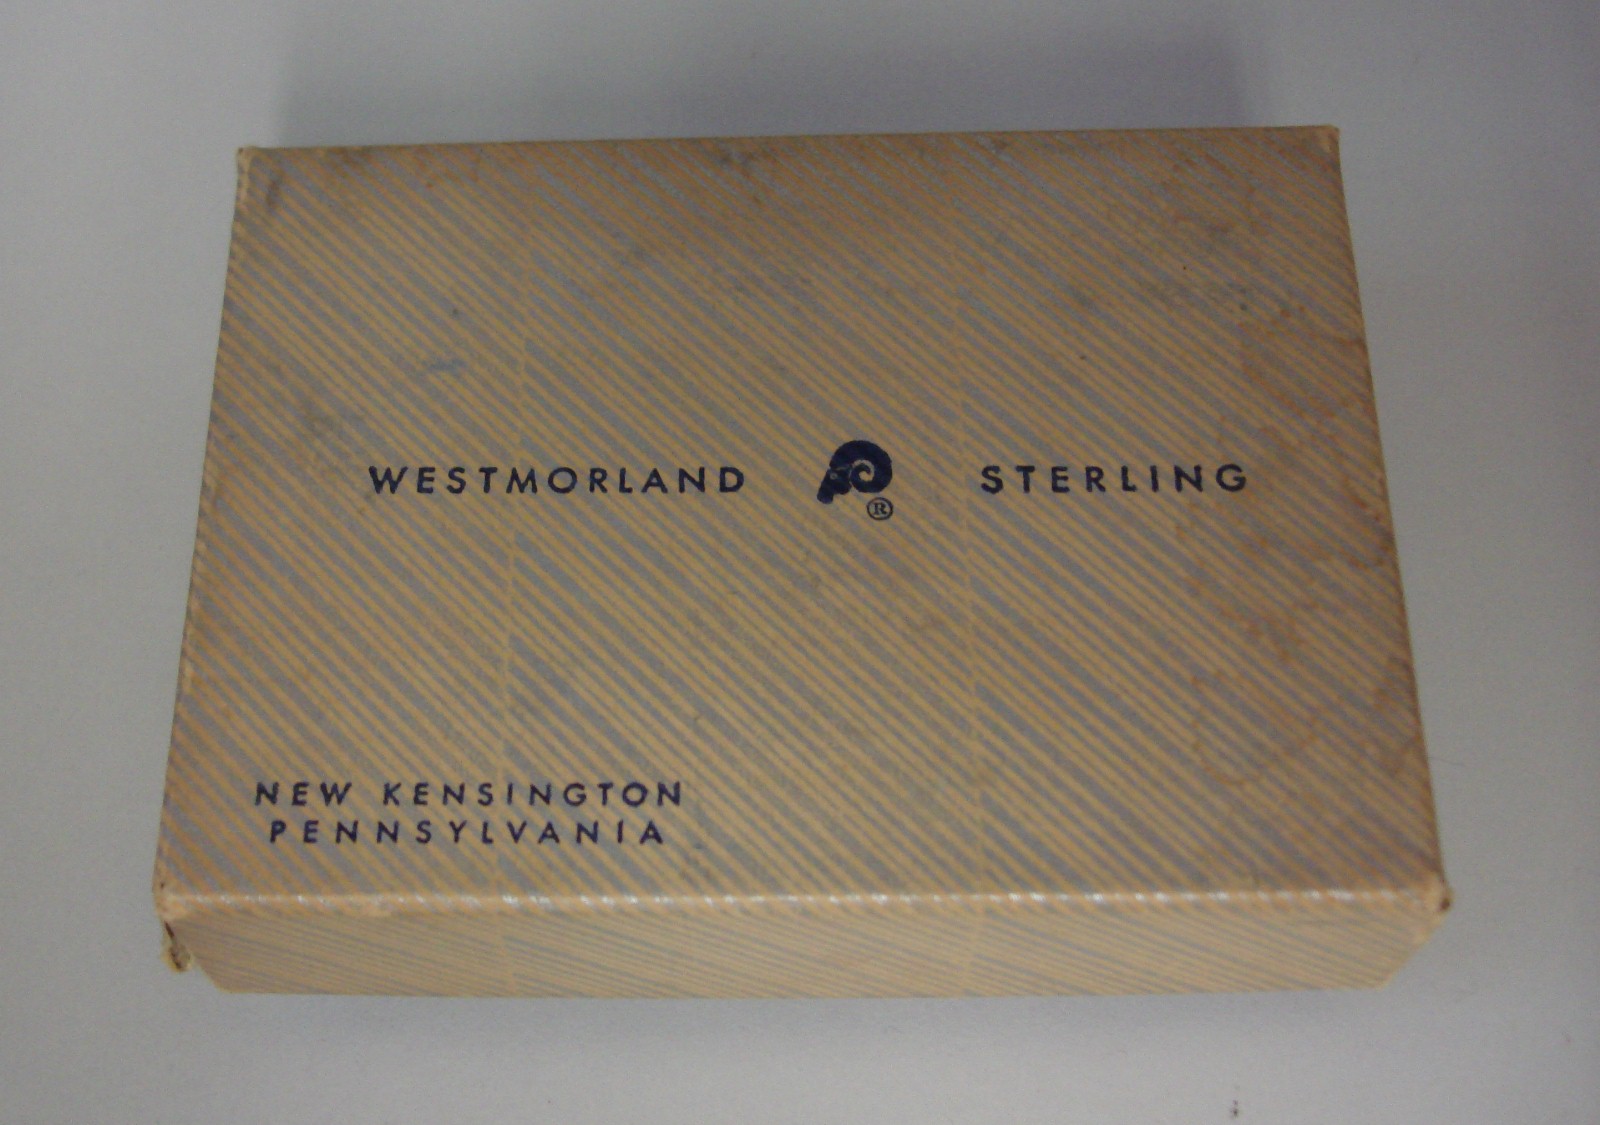 WESTMORLAND ® STERLING
NEW KENSINGTON
PENNSYLVANIA